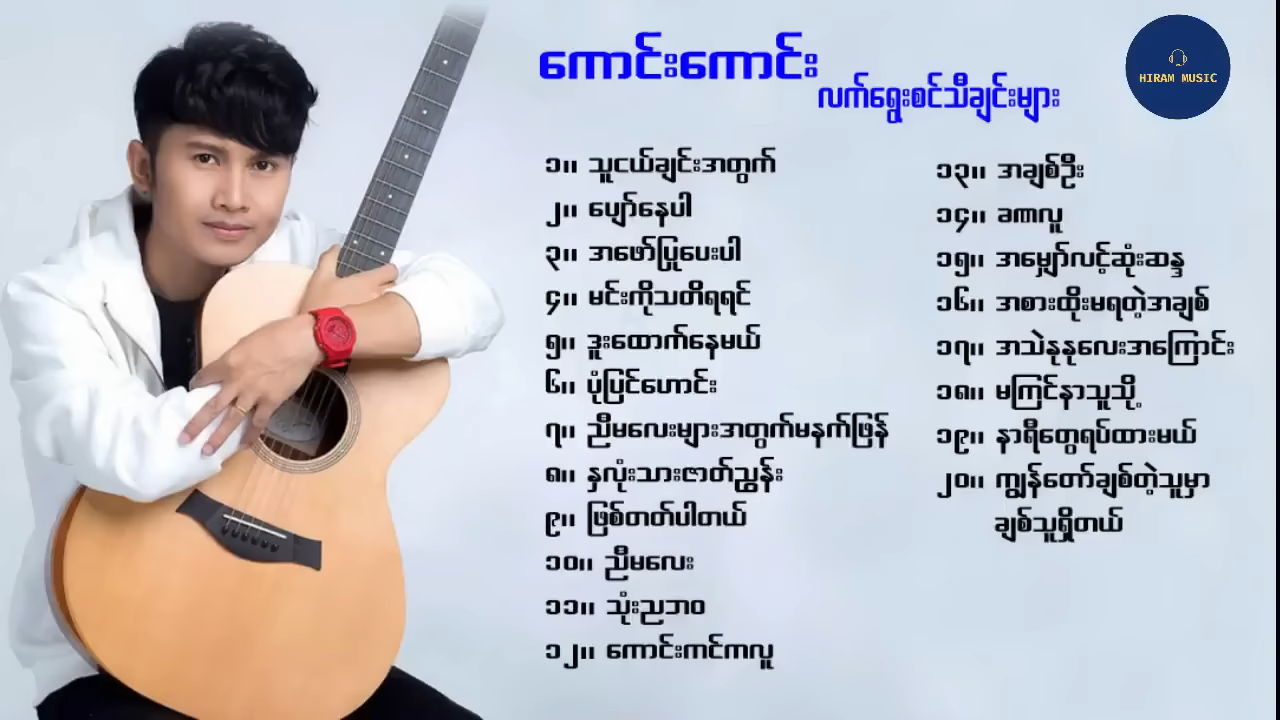 ကောင်းကောင်း
လက်ရွေးစင်သီချင်းများ
HIRAM MUSIC
၁။ သူငယ်ချင်းအတွက်
၂။ ပျော်နေပါ
၃။ အဖော်ပြုပေးပါ
၄။ မင်းကိုသတိရရင်
၅။ ဒူးထောက်နေမယ်
၆။ ပုံပြင်ဟောင်း
၇။ ညီမလေးများအတွက်မနက်ဖြန်
၈။ နှလုံးသားဇာတ်ညွှန်း
၉။ ဖြစ်တတ်ပါတယ်
၁၀။ ညီမလေး
၁၁။ သုံးညဘဝ
၁၂။ ကောင်းကင်ကလူ
၁၃။ အချစ်ဦး
၁၄။ ခဏလူ
၁၅။ အမျှော်လင့်ဆုံးဆန္ဒ
၁၆။ အစားထိုးမရတဲ့အချစ်
၁၇။ အသဲနုနုလေးအကြောင်း
၁၈။ မကြင်နာသူသို့
၁၉။ နာရီတွေရပ်ထားမယ်
၂၀။ ကျွန်တော်ချစ်တဲ့သူမှာ
ချစ်သူရှိတယ်